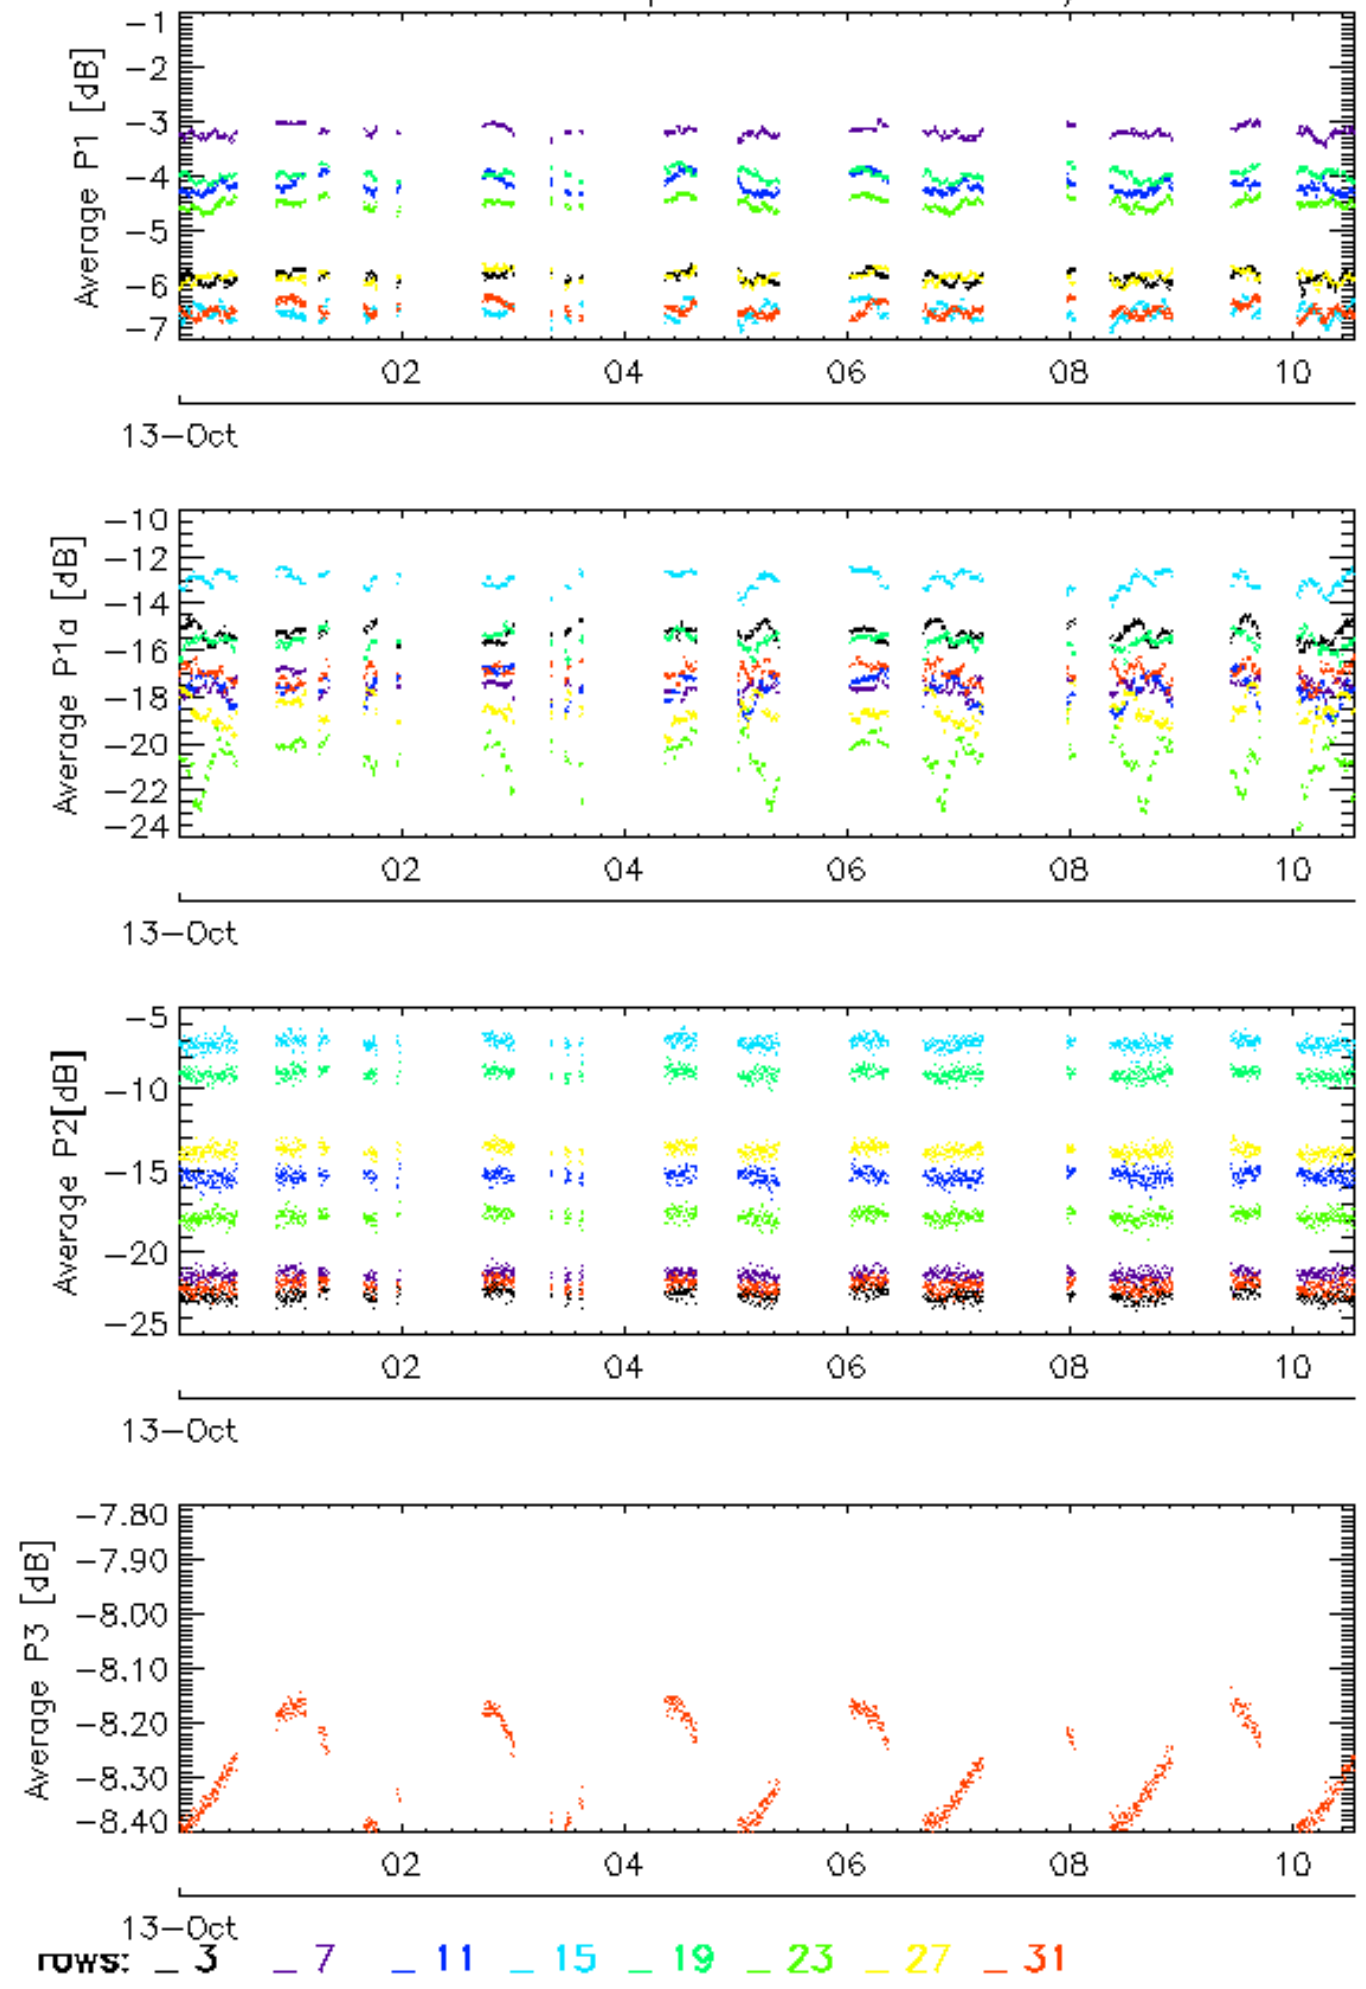 Average P1 [dB]
-1
-2
-3
-4
-5
-6
-7
02 04 06 08 10
13-Oct
Average P1a [dB]
-10
-12
-14
-16
-18
-20
-22
-24
02 04 06 08 10
13-Oct
Average P2[dB]
-5
-10
-15
-20
-25
02 04 06 08 10
13-Oct
Average P3 [dB]
-7.80
-7.90
-8.00
-8.10
-8.20
-8.30
-8.40
02 04 06 08 10
13-Oct
rows: _ 3 _ 7 _ 11 _ 15 _ 19 _ 23 _ 27 _ 31